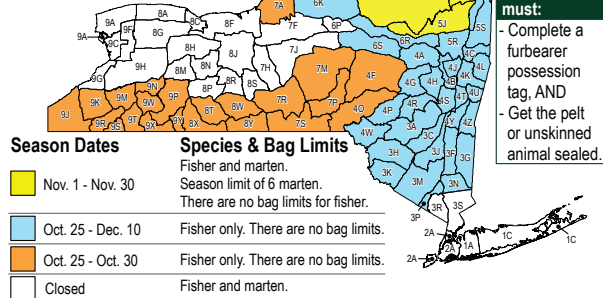 7A
6K
5J
8A
9A
9F
8G
8C
8F
7F
6P
6R
5R
5S
9A
9C
6S
4A
4C
7J
8H
8J
9H
8M
8N
7H
7M
4F
4J
4L
9G
9N
8P
8R
8S
4G
4H
4B
4K
4T
4U
9K
9M
9W
9P
8T
8W
7R
7P
4O
4P
4R
4S
9J
9R
9S
9T
9X
9Y
8X
8Y
7S
4W
3A
3C
4Y
4Z
3H
3J
3F
3G
3K
3M
3N
3R
3S
3P
2A
2A
1A
1C
1C
2A
must:
- Complete a
furbearer
possession
tag, AND
- Get the pelt
or unskinned
animal sealed.
Season Dates
Species & Bag Limits
Nov. 1 - Nov. 30
Fisher and marten.
Season limit of 6 marten.
There are no bag limits for fisher.
Oct. 25 - Dec. 10
Fisher only. There are no bag limits.
Oct. 25 - Oct. 30
Fisher only. There are no bag limits.
Closed
Fisher and marten.